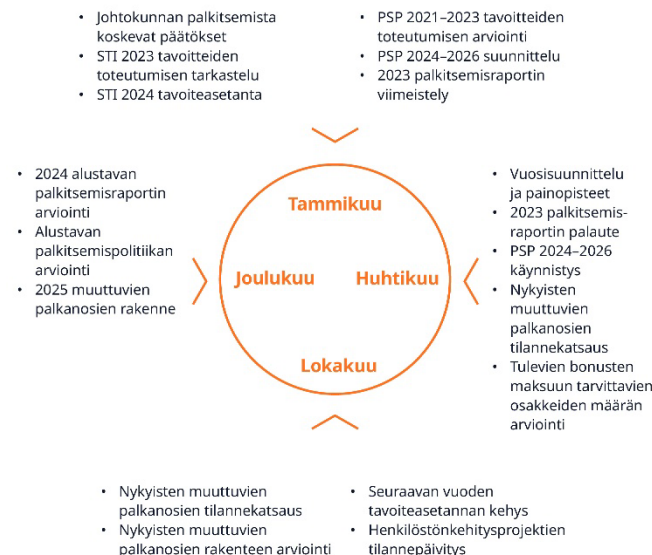 • Johtokunnan palkitsemista
koskevat päätökset
• STI 2023 tavoitteiden
toteutumisen tarkastelu
• STI 2024 tavoiteasetanta
• PSP 2021–2023 tavoitteiden
toteutumisen arviointi
• PSP 2024–2026 suunnittelu
• 2023 palkitsemisraportin
viimeistely
Tammikuu
• 2024 alustavan
palkitsemisraportin
arviointi
• Alustavan
palkitsemispolitiikan
arviointi
• 2025 muuttuvien
palkanosien rakenne
Joulukuu
Huhtikuu
• Vuosisuunnittelu
ja painopisteet
• 2023 palkitsemis-
raportin palaute
• PSP 2024–2026
käynnistys
• Nykyisten
muuttuvien
palkanosien
tilannekatsaus
• Tulevien bonusten
maksuun tarvittavien
osakkeiden määrän
arviointi
Lokakuu
• Nykyisten muuttuvien
palkanosien tilannekatsaus
• Nykyisten muuttuvien
palkanosien rakenteen arviointi
• Seuraavan vuoden
tavoiteasetannan kehys
• Henkilöstönkehitysprojektien
tilannepäivitys